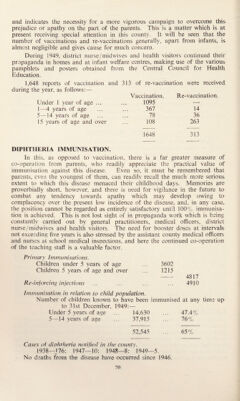 and indicates the necessity for a more vigorous campaign to overcome this
prejudice or apathy on the part of the parents. This is a matter which is at
present receiving special attention in this county. It will be seen that the
number of vaccinations and re-vaccinations generally, apart from infants, is
almost negligible and gives cause for much concern.
During 1949, district nurse/midwives and health visitors continued their
propaganda in homes and at infant welfare centres, making use of the various
pamphlets and posters obtained from the Central Council for Health
Education.
1,648 reports of vaccination and 313 of re-vaccination were received
during the year, as follows:—
Vaccination. Re-vaccination.
Under 1 year of age ... ... 1095 —
1—4 years of age ... 367 14
5—14 years of age ... 78 36
15 years of age and over ... 108 263
1648 313
DIPHTHERIA IMMUNISATION.
In this, as opposed to vaccination, there is a far greater measure of
co-operation from parents, who readily appreciate the practical value of
immunisation against this disease. Even so, it must be remembered that
parents, even the youngest of them, can readily recall the much more serious
extent to which this disease menaced their childhood days. Memories are
proverbially short, however, and there is need for vigilance in the future to
combat any tendency towards apathy which may develop owing to
complacency over the present low incidence of the disease, and, in any case,
the position cannot be regarded as entirely satisfactory until 100% immunisa-
tion is achieved. This is not lost sight of in propaganda work which is being
constantly carried out by general practitioners, medical officers, district
nurse/midwives and health visitors. The need for booster doses at intervals
not exceeding five years is also stressed by the assistant county medical officers
and nurses at school medical inspections, and here the continued co-operation
of the teaching staff is a valuable factor.
Primary Immunisations.
Children under 5 years of age 3602
Children 5 years of age and over 1215
4817
Re-inforcing injections ... ... 4910
Immunisation in relation to child population.
Number of children known to have been immunised at any time up
to 31st December, 1949:—
Under 5 years of age 14,630 ... 47.4%
5—14 years of age 37,915 ... 76%
52,545 65%
Cases of diphtheria notified in the county.
1938—176: 1947—10: 1948—8: 1949—5.
No deaths from the disease have occurred since 1946.
70